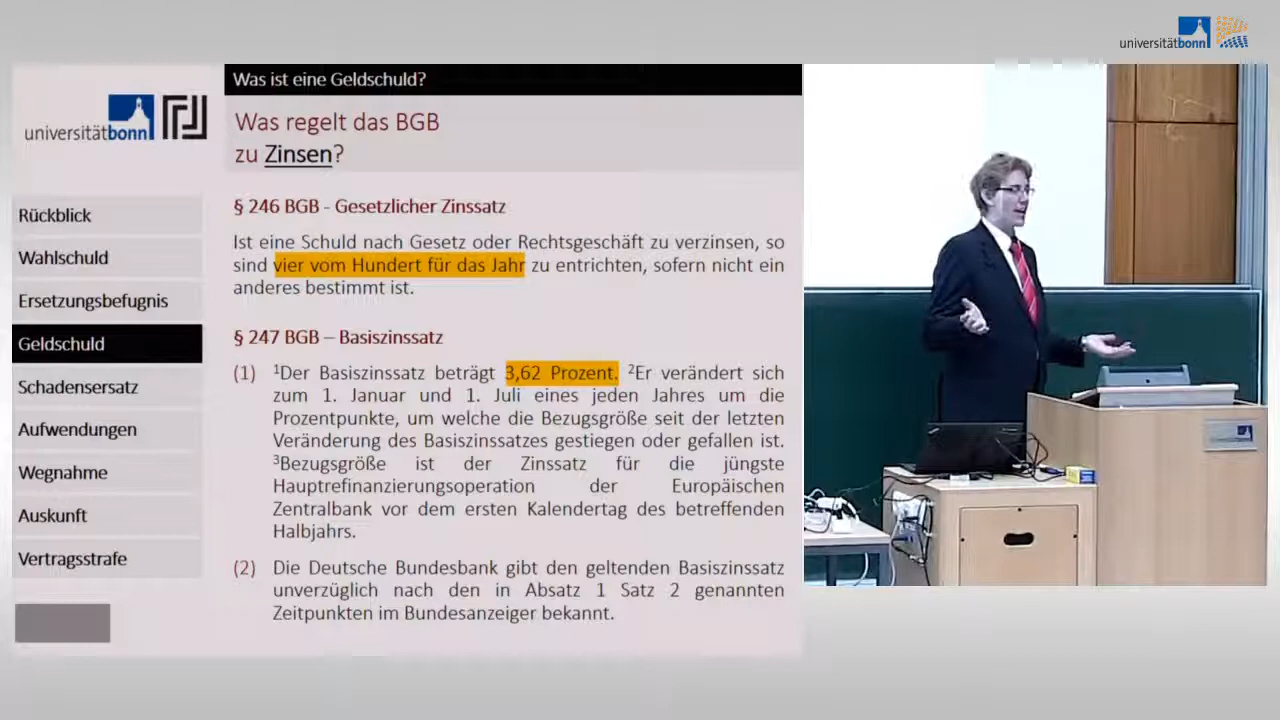 universitätbonn
Was ist eine Geldschuld?
universitätbonn
Was regelt das BGB
zu Zinsen?
Rückblick
Wahlschuld
Ersetzungsbefugnis
Geldschuld
Schadensersatz
Aufwendungen
Wegnahme
Auskunft
Vertragsstrafe
§ 246 BGB - Gesetzlicher Zinssatz
Ist eine Schuld nach Gesetz oder Rechtsgeschäft zu verzinsen, so
sind vier vom Hundert für das Jahr zu entrichten, sofern nicht ein
anderes bestimmt ist.
§ 247 BGB – Basiszinssatz
(1) ¹Der Basiszinssatz beträgt 3,62 Prozent. ²Er verändert sich
zum 1. Januar und 1. Juli eines jeden Jahres um die
Prozentpunkte, um welche die Bezugsgröße seit der letzten
Veränderung des Basiszinssatzes gestiegen oder gefallen ist.
³Bezugsgröße ist der Zinssatz für die jüngste
Hauptrefinanzierungsoperation der Europäischen
Zentralbank vor dem ersten Kalendertag des betreffenden
Halbjahrs.
(2) Die Deutsche Bundesbank gibt den geltenden Basiszinssatz
unverzüglich nach den in Absatz 1 Satz 2 genannten
Zeitpunkten im Bundesanzeiger bekannt.